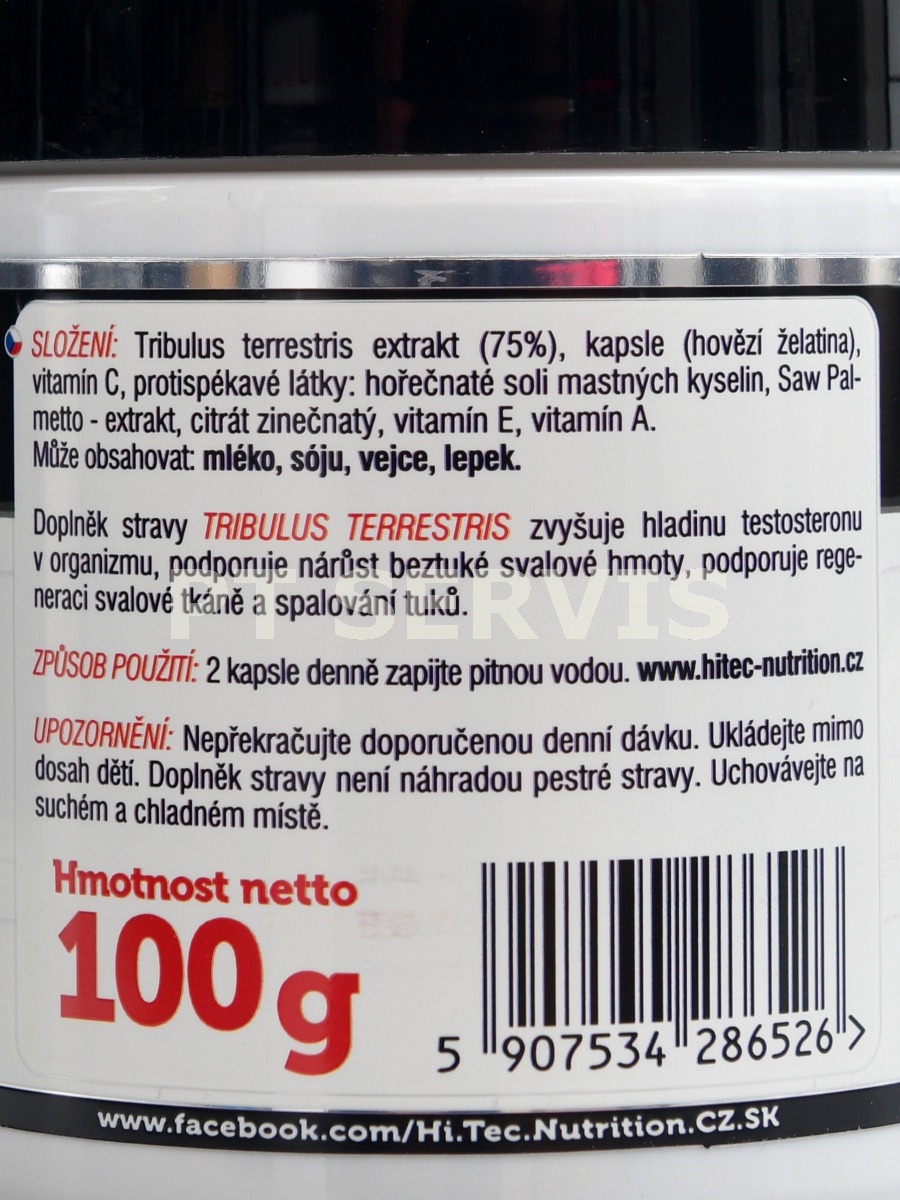 SLOŽENÍ: Tribulus terrestris extrakt (75%), kapsle (hovězí želatina),
vitamín C, protispékavé látky: hořečnaté soli mastných kyselin, Saw Pal-
metto - extrakt, citrát zinečnatý, vitamín E, vitamín A.
Může obsahovat: mléko, sóju, vejce, lepek.
Doplněk stravy TRIBULUS TERRESTRIS zvyšuje hladinu testosteronu
v organizmu, podporuje nárůst beztuké svalové hmoty, podporuje rege-
neraci svalové tkáně a spalování tuků.
PT SERVIS
ZPŮSOB POUŽITÍ: 2 kapsle denně zapijte pitnou vodou. www.hitec-nutrition.cz
UPOZORNĚNÍ: Nepřekračujte doporučenou denní dávku. Ukládejte mimo
dosah dětí. Doplněk stravy není náhradou pestré stravy. Uchovávejte na
suchém a chladném místě.
Hmotnost netto
100 g
5 907534 286526 >
www.facebook.com/Hi.Tec.Nutrition.CZ.SK